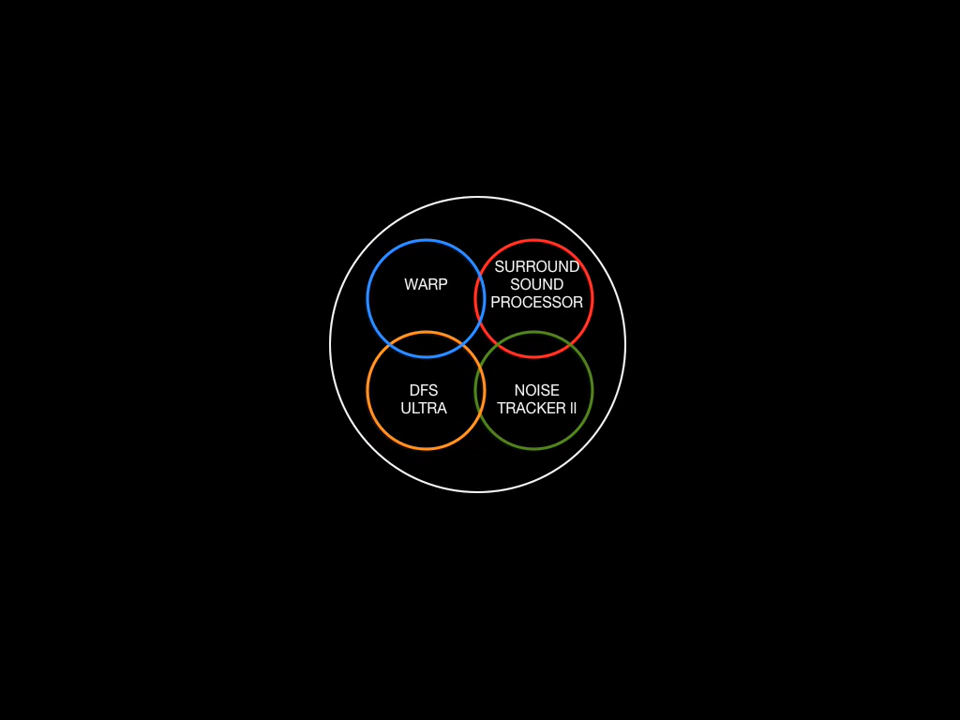 WARP
SURROUND
SOUND
PROCESSOR
DFS
ULTRA
NOISE
TRACKER II